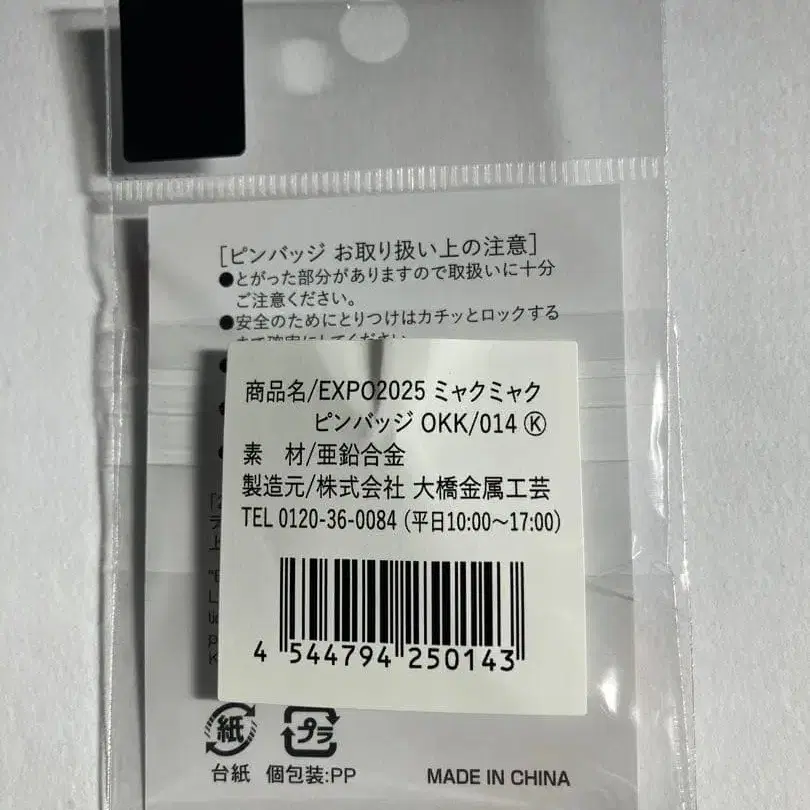 [ピンバッジ お取り扱い上の注意]
●とがった部分がありますので取扱いに十分
ご注意ください。
●安全のためにとりつけはカチッとロックする
商品名/EXPO2025 ミャクミャク
ピンバッジ OKK/014 Ⓚ
素 材/亜鉛合金
製造元/株式会社 大橋金属工芸
TEL 0120-36-0084 (平日10:00～17:00)
4 544794 250143
紙 プラ
台紙 個包装:PP MADE IN CHINA